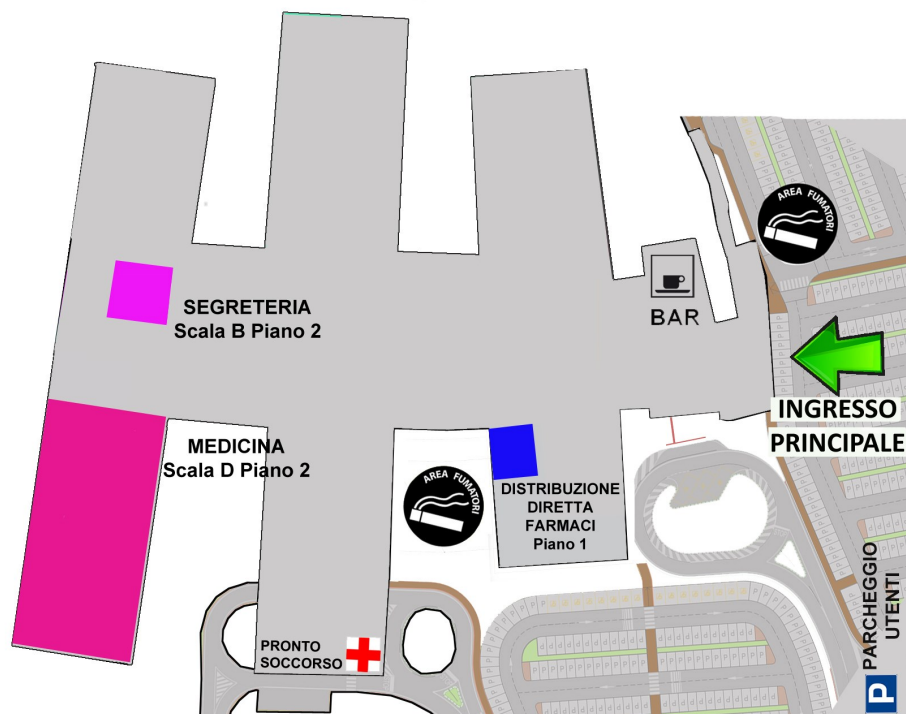 AREA FUMATORI
BAR
SEGRETERIA
Scala B Piano 2
INGRESSO
PRINCIPALE
MEDICINA
Scala D Piano 2
AREA FUMATORI
DISTRIBUZIONE
DIRETTA
FARMACI
Piano 1
PRONTO
SOCCORSO
P PARCHEGGIO
UTENTI